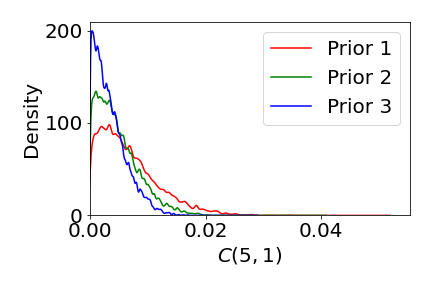 200
100
0
Density
Prior 1
Prior 2
Prior 3
0.00 0.02 0.04
C(5, 1)